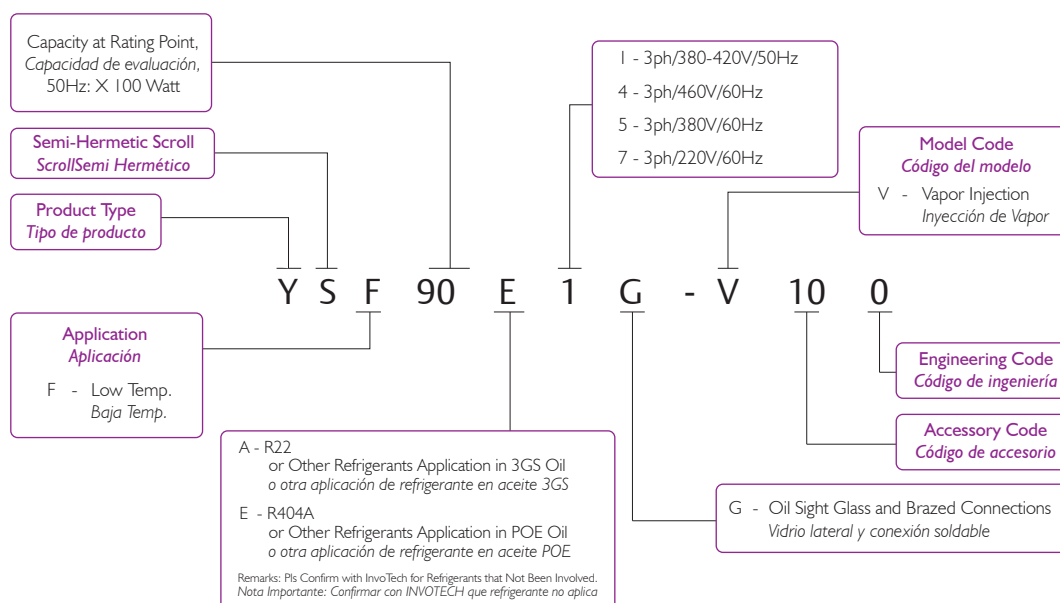 Capacity at Rating Point,
Capacidad de evaluación,
50Hz: X 100 Watt
Semi-Hermetic Scroll
ScrollSemi Hermético
Product Type
Tipo de producto
1 - 3ph/380-420V/50Hz
4 - 3ph/460V/60Hz
5 - 3ph/380V/60Hz
7 - 3ph/220V/60Hz
Model Code
Código del modelo
V - Vapor Injection
Inyección de Vapor
Y S F 90 E 1 G - V 10 0
Application
Aplicación
F - Low Temp.
Baja Temp.
A - R22
or Other Refrigerants Application in 3GS Oil
o otra aplicación de refrigerante en aceite 3GS
E - R404A
or Other Refrigerants Application in POE Oil
o otra aplicación de refrigerante en aceite POE
Remarks: Pls Confirm with InvoTech for Refrigerants that Not Been Involved.
Nota Importante: Confirmar con INVOTECH que refrigerante no aplica
Engineering Code
Código de ingeniería
Accessory Code
Código de accesorio
G - Oil Sight Glass and Brazed Connections
Vidrio lateral y conexión soldable